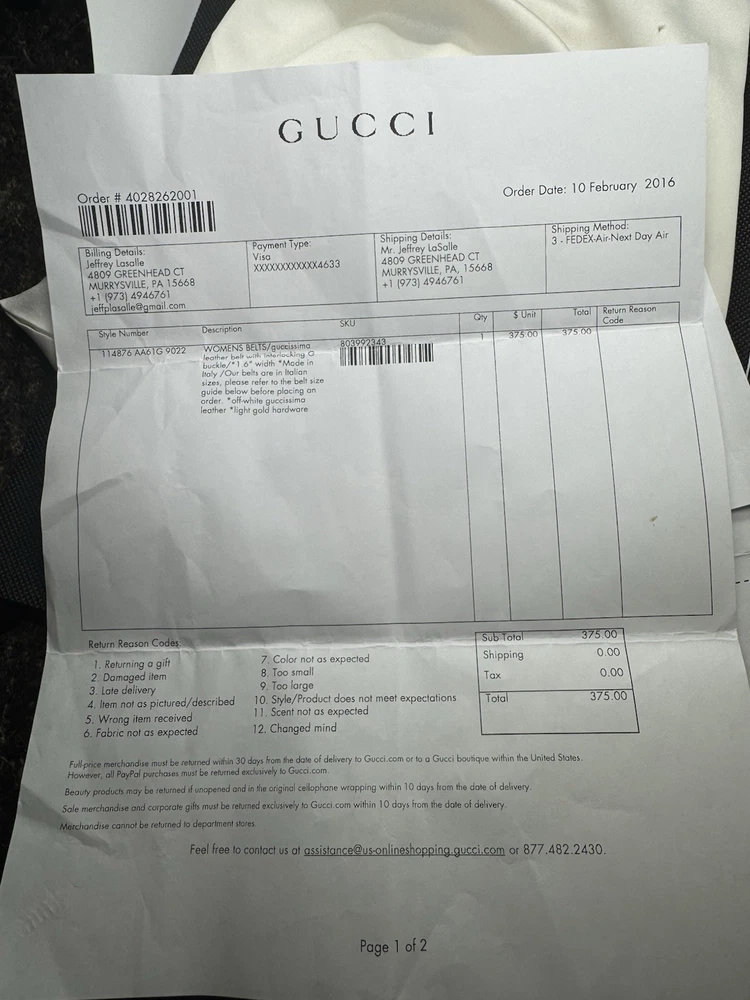 GUCCI
Order # 4028262001
Order Date: 10 February 2016
Billing Details:
Jeffrey Lasalle
4809 GREENHEAD CT
MURRYSVILLE, PA 15668
+1 (973) 4946761
jeffplasalle@gmail.com
Payment Type:
Visa
XXXXXXXXXXXX4633
Shipping Details:
Mr. Jeffrey LaSalle
4809 GREENHEAD CT
MURRYSVILLE, PA, 15668
+1 (973) 4946761
Shipping Method:
3 - FEDEX-Air-Next Day Air
Style Number Description SKU Qty $ Unit Total Return Reason Code
114876 AA61G 9022
WOMENS BELTS/guccissima
leather belt with interlocking G
buckle/*1.6" width *Made in
Italy /Our belts are in Italian
sizes, please refer to the belt size
guide below before placing an
order. *off-white guccissima
leather *light gold hardware
803992343
1 375.00 375.00
Return Reason Codes
1. Returning a gift
2. Damaged item
3. Late delivery
4. Item not as pictured/described
5. Wrong item received
6. Fabric not as expected
7. Color not as expected
8. Too small
9. Too large
10. Style/Product does not meet expectations
11. Scent not as expected
12. Changed mind
Sub Total 375.00
Shipping 0.00
Tax 0.00
Total 375.00
Full-price merchandise must be returned within 30 days from the date of delivery to Gucci.com or to a Gucci boutique within the United States.
However, all PayPal purchases must be returned exclusively to Gucci.com.
Beauty products may be returned if unopened and in the original cellophane wrapping within 10 days from the date of delivery.
Sale merchandise and corporate gifts must be returned exclusively to Gucci.com within 10 days from the date of delivery.
Merchandise cannot be returned to department stores.
Feel free to contact us at assistance@us-onlineshopping.gucci.com or 877.482.2430.
Page 1 of 2